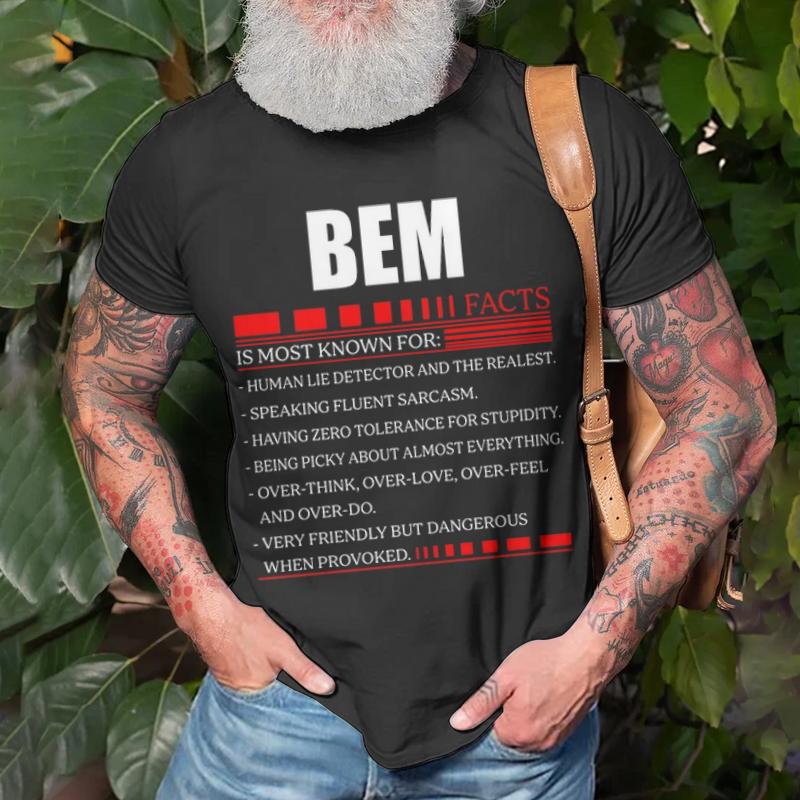 BEM
FACTS
IS MOST KNOWN FOR:
- HUMAN LIE DETECTOR AND THE REALEST.
- SPEAKING FLUENT SARCASM.
- HAVING ZERO TOLERANCE FOR STUPIDITY.
- BEING PICKY ABOUT ALMOST EVERYTHING.
- OVER-THINK, OVER-LOVE, OVER-FEEL
AND OVER-DO.
- VERY FRIENDLY BUT DANGEROUS
WHEN PROVOKED.
Estuardo